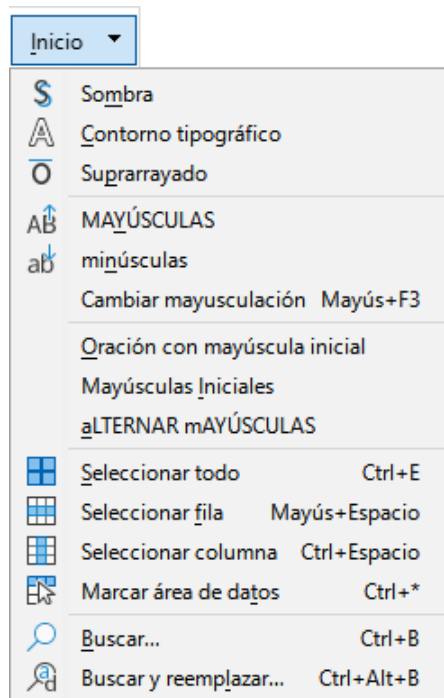 Inicio
Sombra
Contorno tipográfico
Suprarrayado
MAYÚSCULAS
minúsculas
Cambiar mayusculación Mayús+F3
Oración con mayúscula inicial
Mayúsculas Iniciales
aLTERNAR mAYÚSCULAS
Seleccionar todo Ctrl+E
Seleccionar fila Mayús+Espacio
Seleccionar columna Ctrl+Espacio
Marcar área de datos Ctrl+*
Buscar... Ctrl+B
Buscar y reemplazar... Ctrl+Alt+B